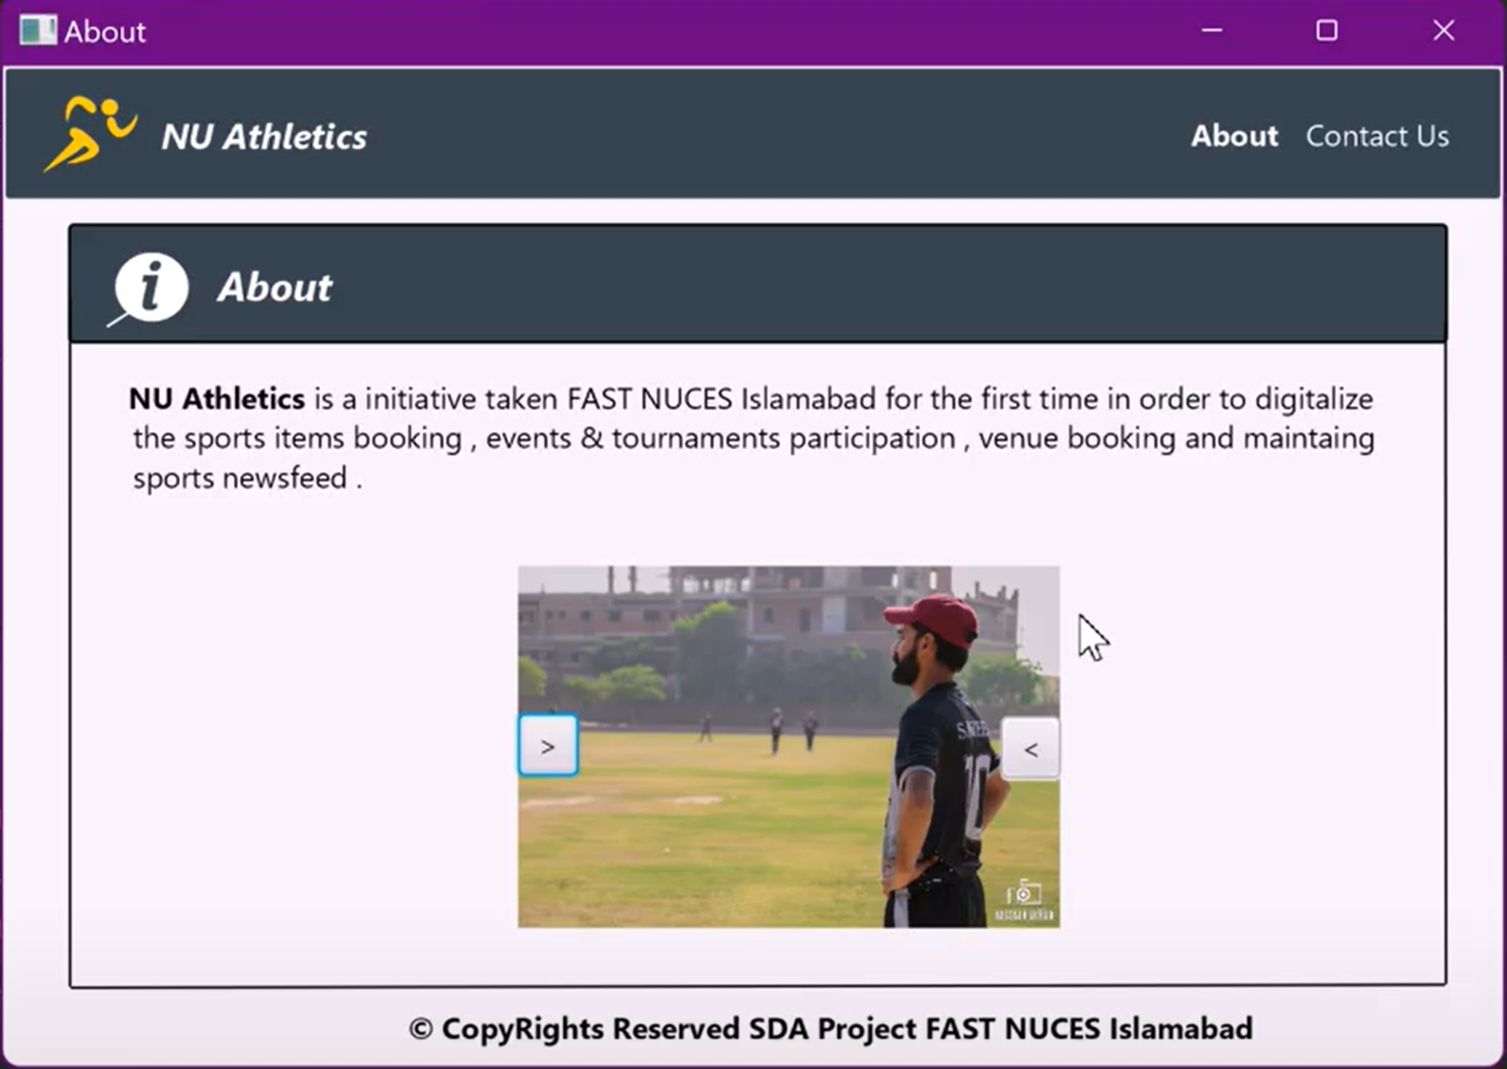 About
NU Athletics
About Contact Us
i About
NU Athletics is a initiative taken FAST NUCES Islamabad for the first time in order to digitalize
the sports items booking , events & tournaments participation , venue booking and maintaing
sports newsfeed .
10
> <
© CopyRights Reserved SDA Project FAST NUCES Islamabad